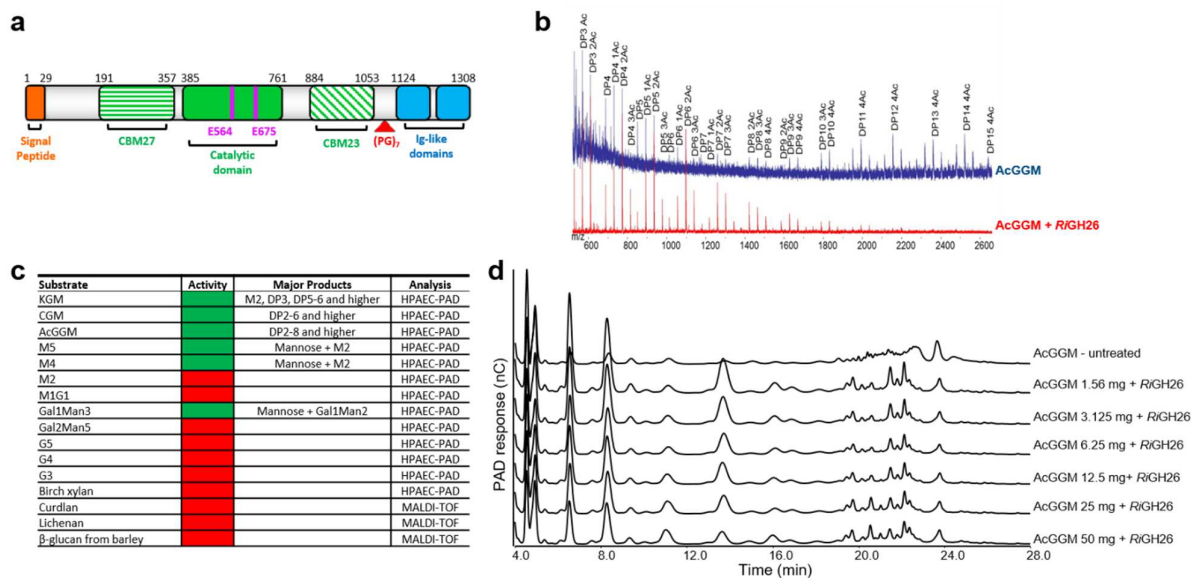 a
1 29 191 357 385 761 884 1053 1124 1308
E564 E675
Signal
Peptide
CBM27
Catalytic
domain
CBM23
(PG)7
Ig-like
domains
b
DP3 Ac
DP3 2Ac
DP4
DP4 1Ac
DP4 2Ac
DP4 3Ac
DP5
DP5 1Ac
DP5 2Ac
DP5 3Ac
DP6
DP6 1Ac
DP6 2Ac
DP6 3Ac
DP7
DP7 1Ac
DP7 2Ac
DP7 3Ac
DP8 2Ac
DP8 3Ac
DP8 4Ac
DP9 2Ac
DP9 3Ac
DP9 4Ac
DP10 3Ac
DP10 4Ac
DP11 4Ac
DP12 4Ac
DP13 4Ac
DP14 4Ac
DP15 4Ac
AcGGM
AcGGM + RiGH26
m/z 600 800 1000 1200 1400 1600 1800 2000 2200 2400 2600
c
Substrate Activity Major Products Analysis
KGM M2, DP3, DP5-6 and higher HPAEC-PAD
CGM DP2-6 and higher HPAEC-PAD
AcGGM DP2-8 and higher HPAEC-PAD
M5 Mannose + M2 HPAEC-PAD
M4 Mannose + M2 HPAEC-PAD
M2 HPAEC-PAD
M1G1 HPAEC-PAD
Gal1Man3 Mannose + Gal1Man2 HPAEC-PAD
Gal2Man5 HPAEC-PAD
G5 HPAEC-PAD
G4 HPAEC-PAD
G3 HPAEC-PAD
Birch xylan HPAEC-PAD
Curdlan MALDI-TOF
Lichenan MALDI-TOF
β-glucan from barley MALDI-TOF
d
PAD response (nC)
AcGGM - untreated
AcGGM 1.56 mg + RiGH26
AcGGM 3.125 mg + RiGH26
AcGGM 6.25 mg + RiGH26
AcGGM 12.5 mg+ RiGH26
AcGGM 25 mg + RiGH26
AcGGM 50 mg + RiGH26
4.0 8.0 12.0 16.0 20.0 24.0 28.0
Time (min)